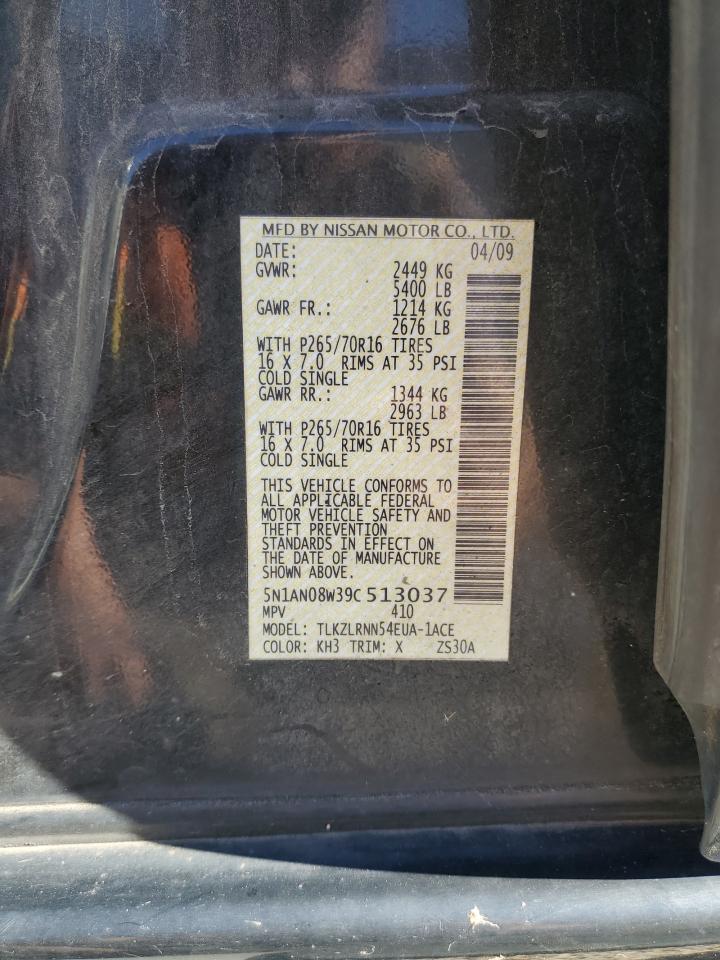 MFD BY NISSAN MOTOR CO., LTD.
DATE: 04/09
GVWR: 2449 KG
5400 LB
GAWR FR.: 1214 KG
2676 LB
WITH P265/70R16 TIRES
16 X 7.0 RIMS AT 35 PSI
COLD SINGLE
GAWR RR.: 1344 KG
2963 LB
WITH P265/70R16 TIRES
16 X 7.0 RIMS AT 35 PSI
COLD SINGLE
THIS VEHICLE CONFORMS TO
ALL APPLICABLE FEDERAL
MOTOR VEHICLE SAFETY AND
THEFT PREVENTION
STANDARDS IN EFFECT ON
THE DATE OF MANUFACTURE
SHOWN ABOVE.
5N1AN08W39C513037
MPV 410
MODEL: TLKZLRNN54EUA-1ACE
COLOR: KH3 TRIM: X ZS30A